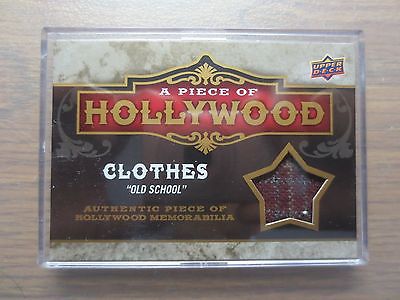 UPPER DECK
A PIECE OF
HOLLYWOOD
CLOTHES
"OLD SCHOOL"
AUTHENTIC PIECE OF
HOLLYWOOD MEMORABILIA